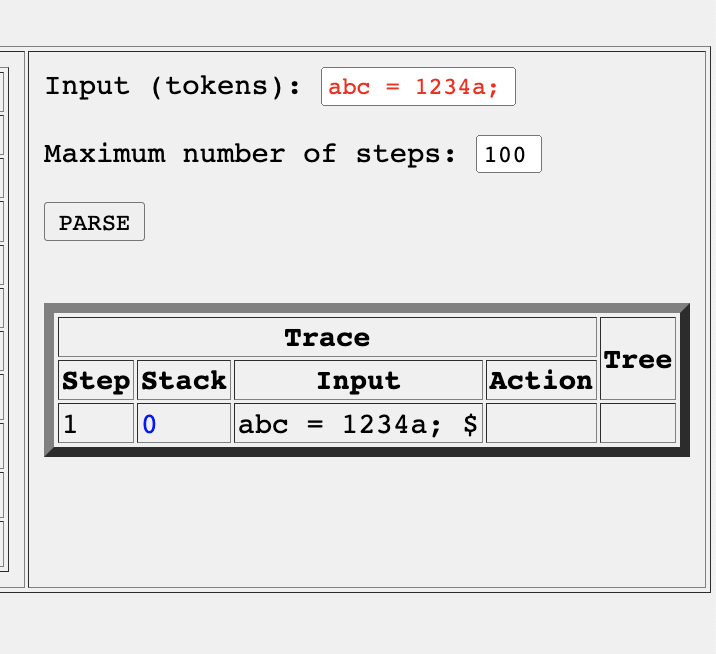 Input (tokens): abc = 1234a;
Maximum number of steps: 100
PARSE
Trace Tree
Step Stack Input Action
1 0 abc = 1234a; $